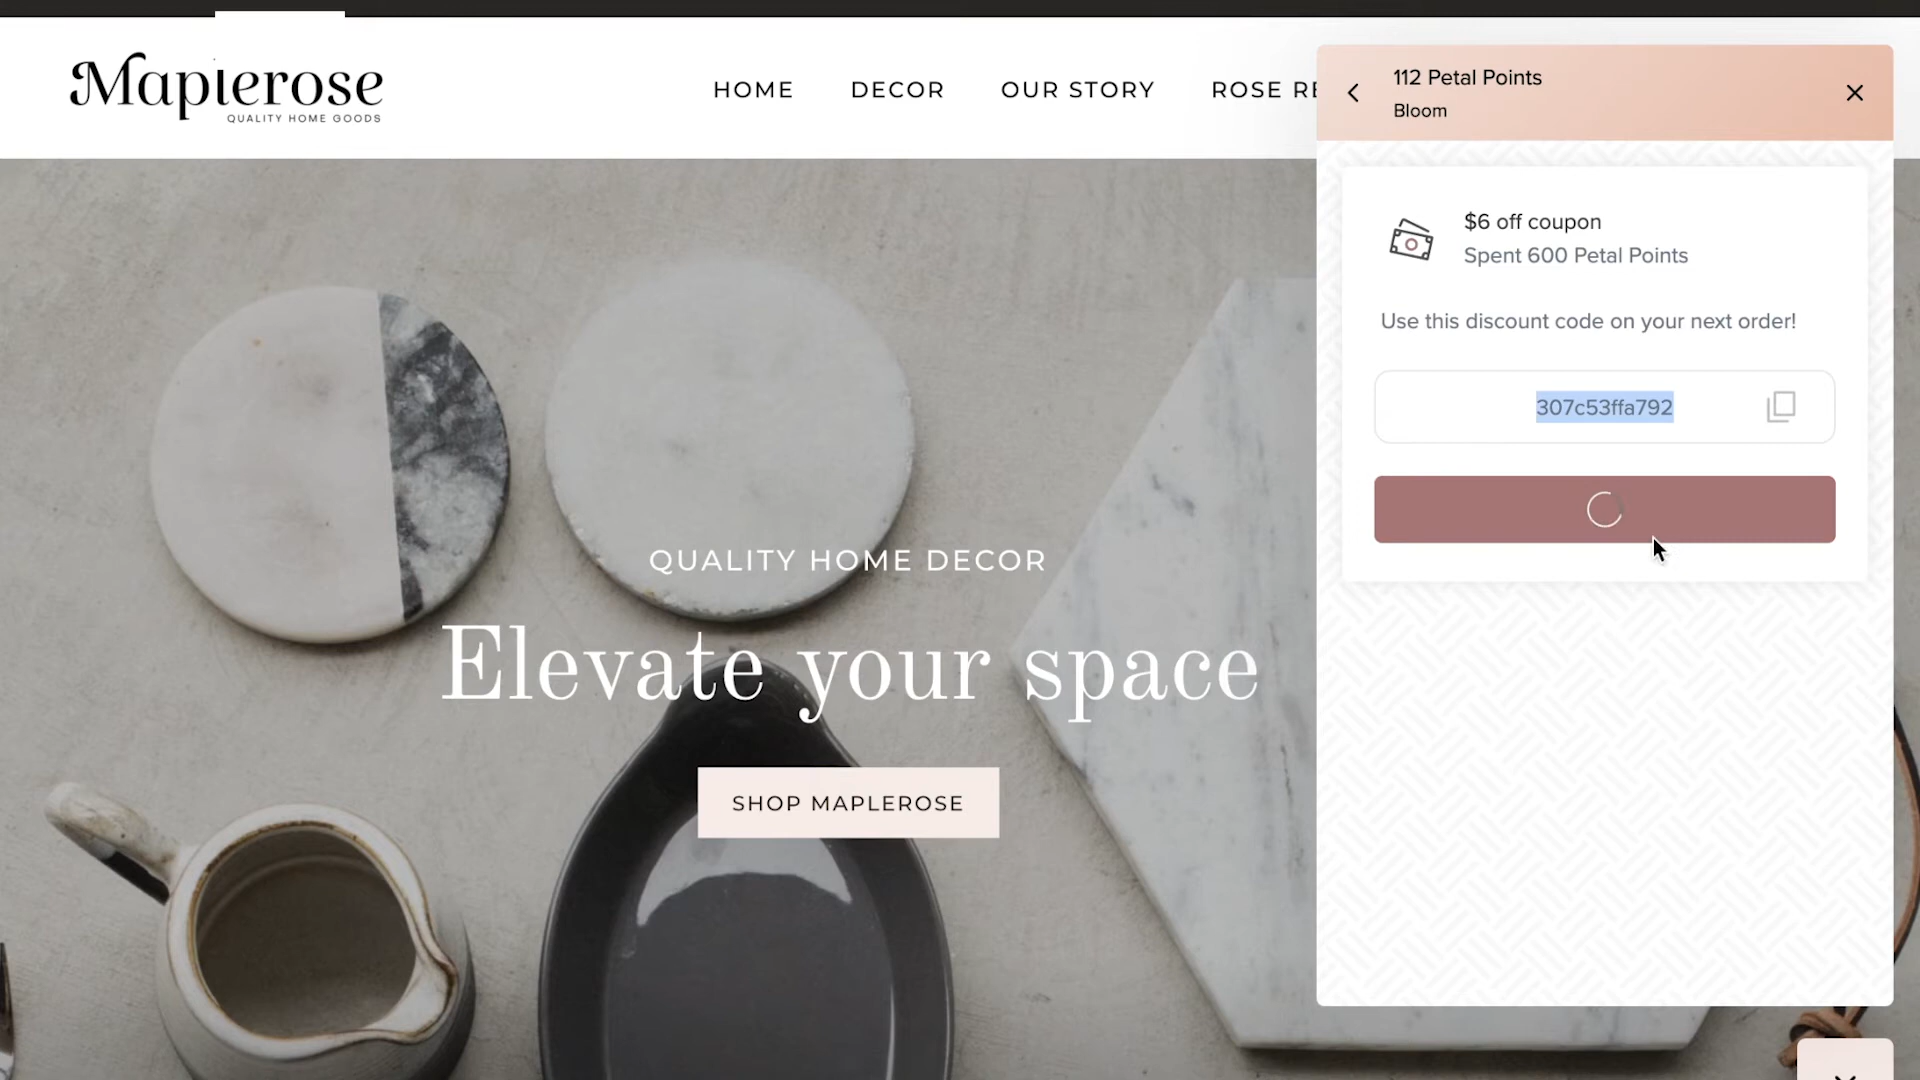 Maplerose
QUALITY HOME GOODS
HOME DECOR OUR STORY ROSE RE
112 Petal Points
Bloom
$6 off coupon
Spent 600 Petal Points
Use this discount code on your next order!
307c53ffa792
QUALITY HOME DECOR
Elevate your space
SHOP MAPLEROSE